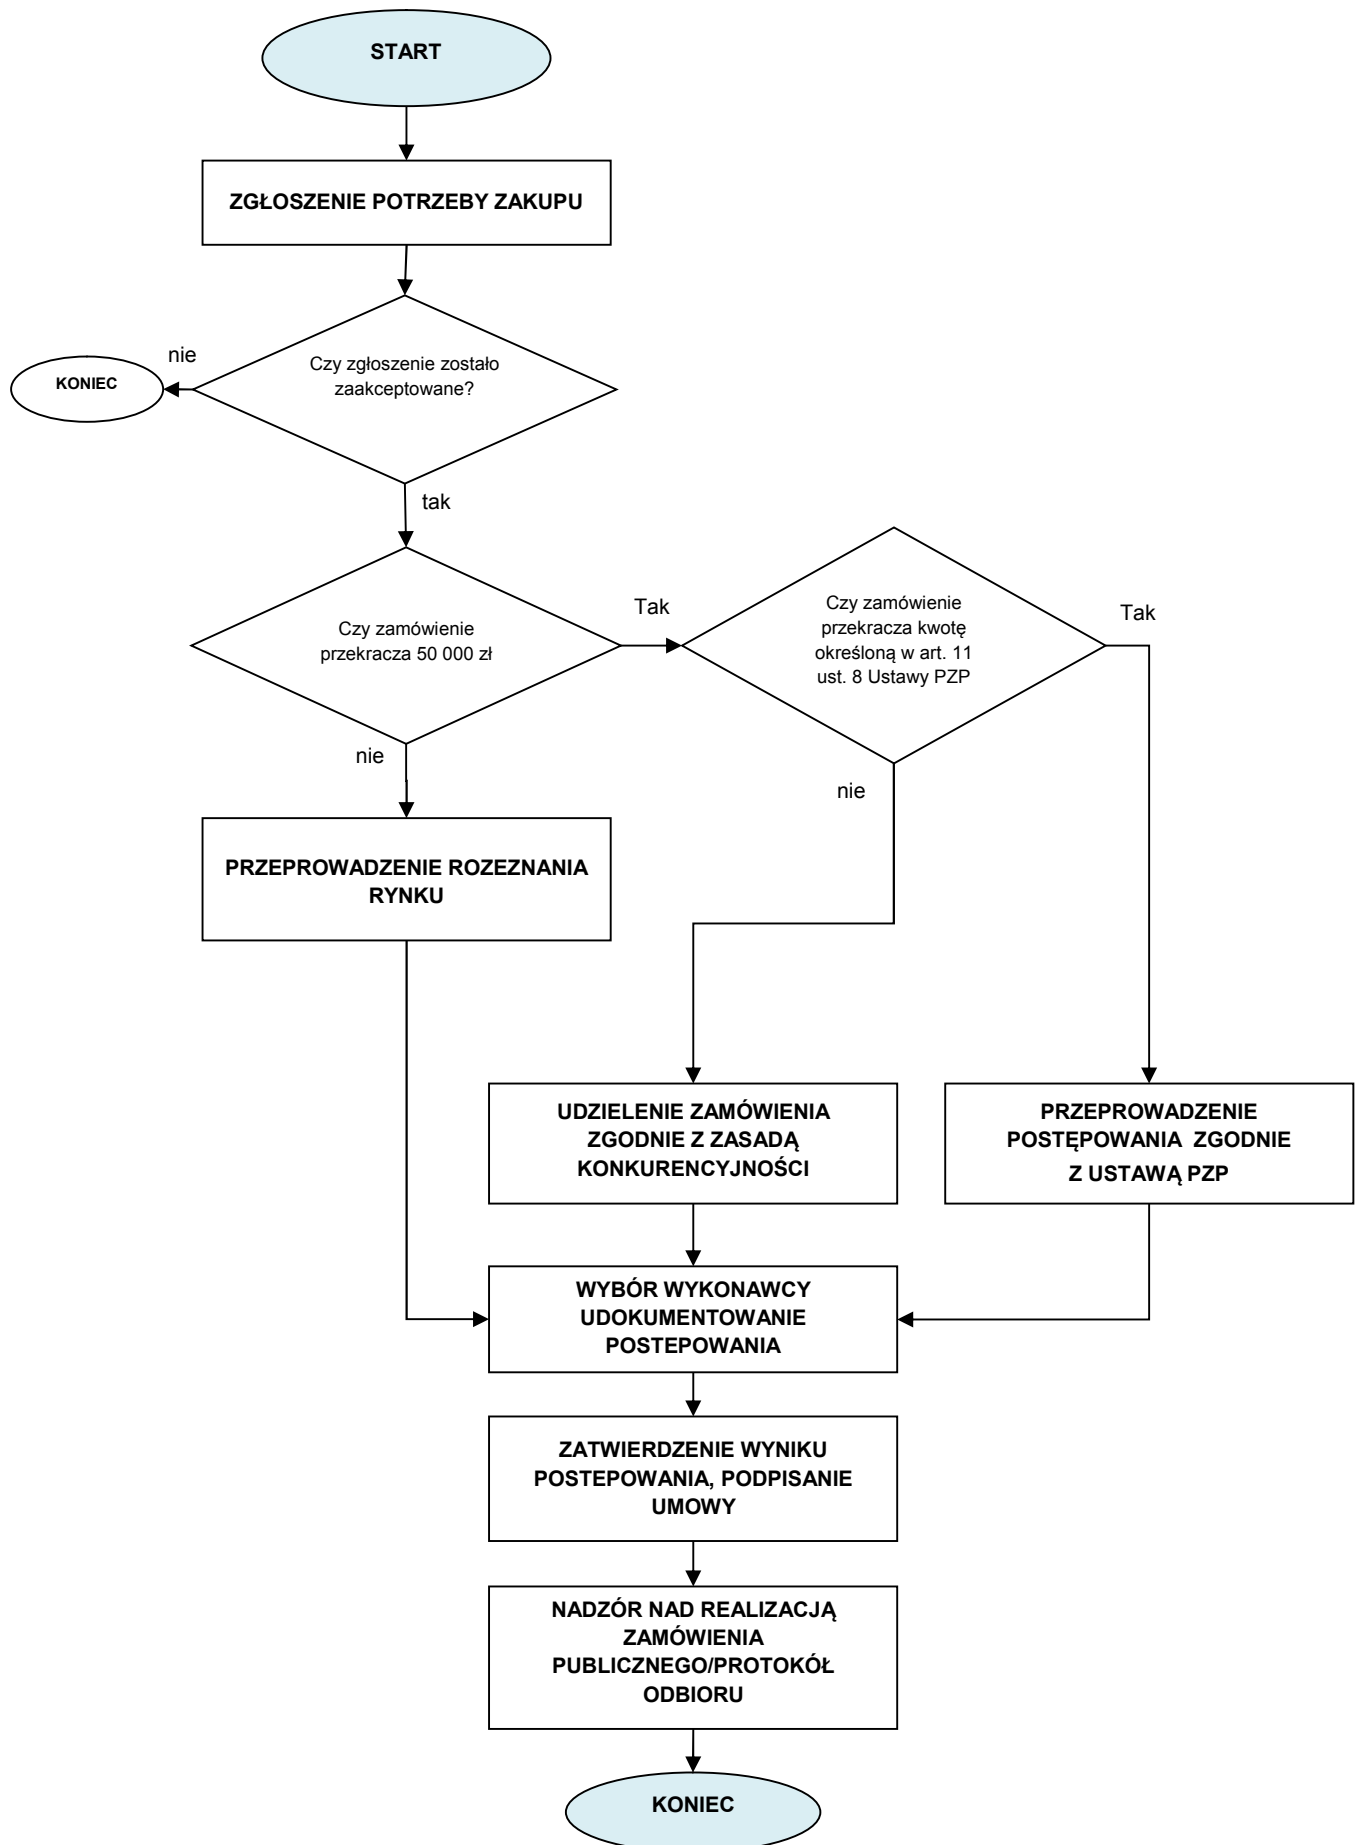 START
ZGŁOSZENIE POTRZEBY ZAKUPU
Czy zgłoszenie zostało
zaakceptowane?
nie
KONIEC
tak
Czy zamówienie
przekracza 50 000 zł
Tak
Czy zamówienie
przekracza kwotę
określoną w art. 11
ust. 8 Ustawy PZP
Tak
nie
nie
PRZEPROWADZENIE ROZEZNANIA
RYNKU
UDZIELENIE ZAMÓWIENIA
ZGODNIE Z ZASADĄ
KONKURENCYJNOŚCI
PRZEPROWADZENIE
POSTĘPOWANIA ZGODNIE
Z USTAWĄ PZP
WYBÓR WYKONAWCY
UDOKUMENTOWANIE
POSTEPOWANIA
ZATWIERDZENIE WYNIKU
POSTEPOWANIA, PODPISANIE
UMOWY
NADZÓR NAD REALIZACJĄ
ZAMÓWIENIA
PUBLICZNEGO/PROTOKÓŁ
ODBIORU
KONIEC